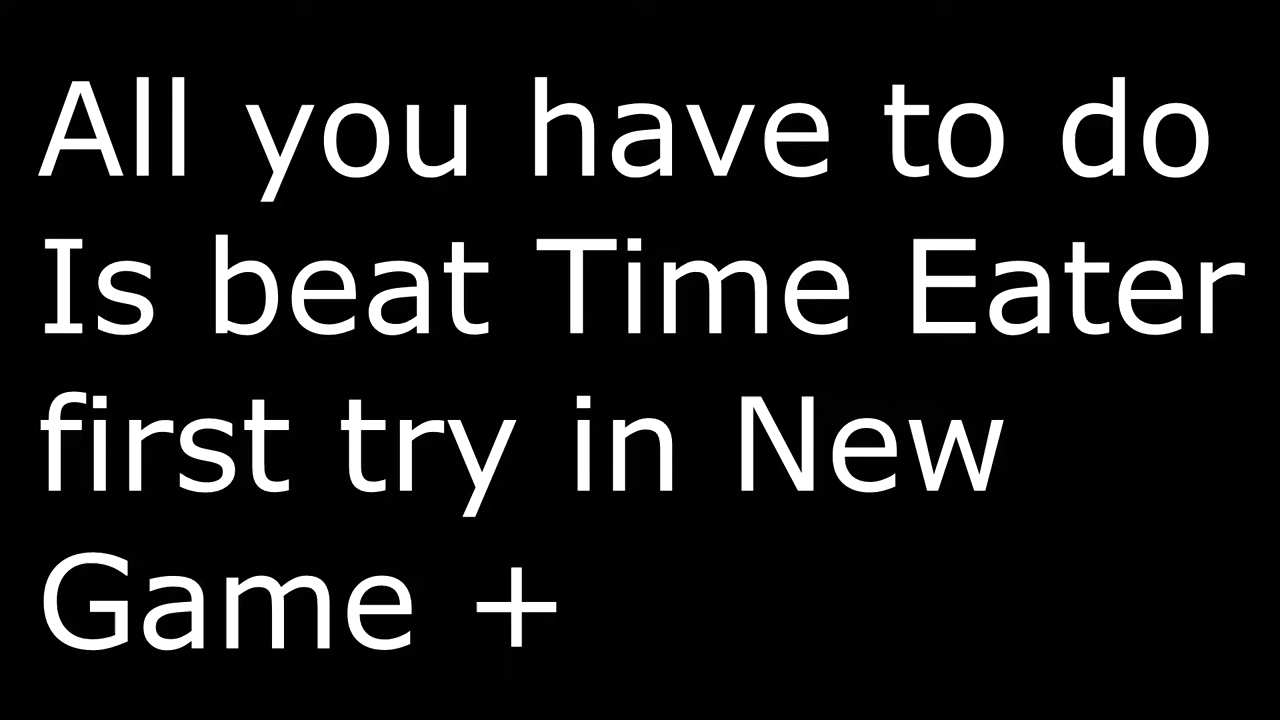 All you have to do
Is beat Time Eater
first try in New
Game +